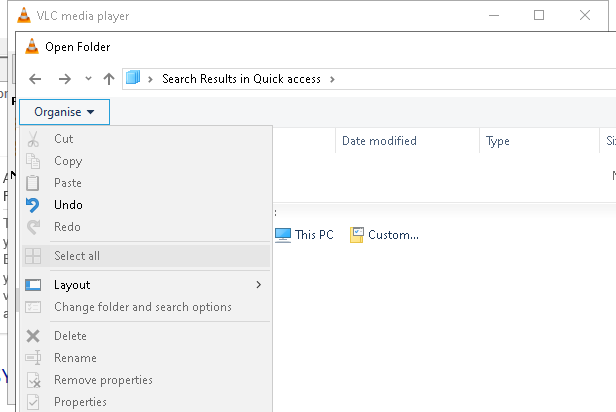 VLC media player
Open Folder
Search Results in Quick access
Organise
Cut
Date modified
Type
Copy
Paste
Undo
Redo
This PC
Custom...
Select all
Layout
Change folder and search options
Delete
Rename
Remove properties
Properties